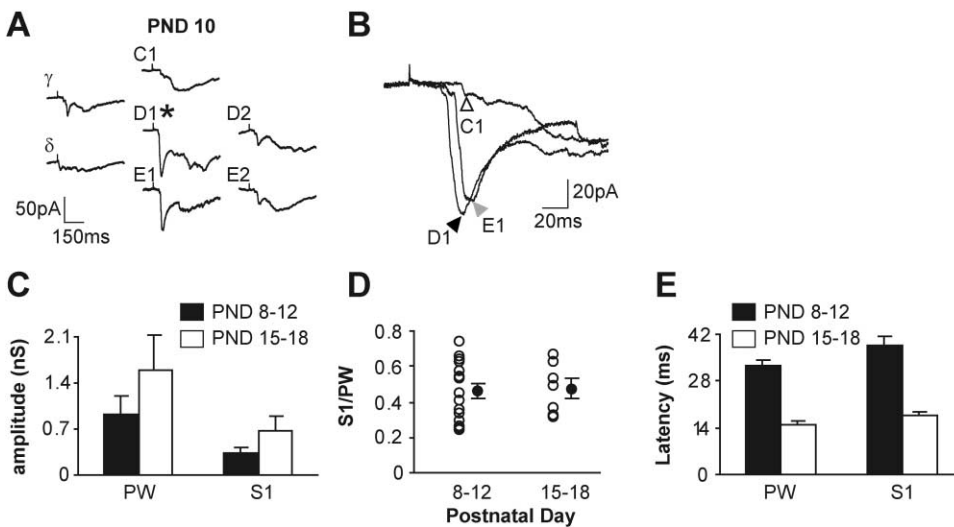 A
PND 10
C1
γ
D1*
D2
δ
E1
E2
50pA
150ms
B
C1
D1
E1
20pA
20ms
C
PND 8-12
PND 15-18
amplitude (nS)
2.1
1.4
0.7
0
PW
S1
D
S1/PW
0.8
0.6
0.4
0.2
0
8-12
15-18
Postnatal Day
E
PND 8-12
PND 15-18
Latency (ms)
42
28
14
0
PW
S1